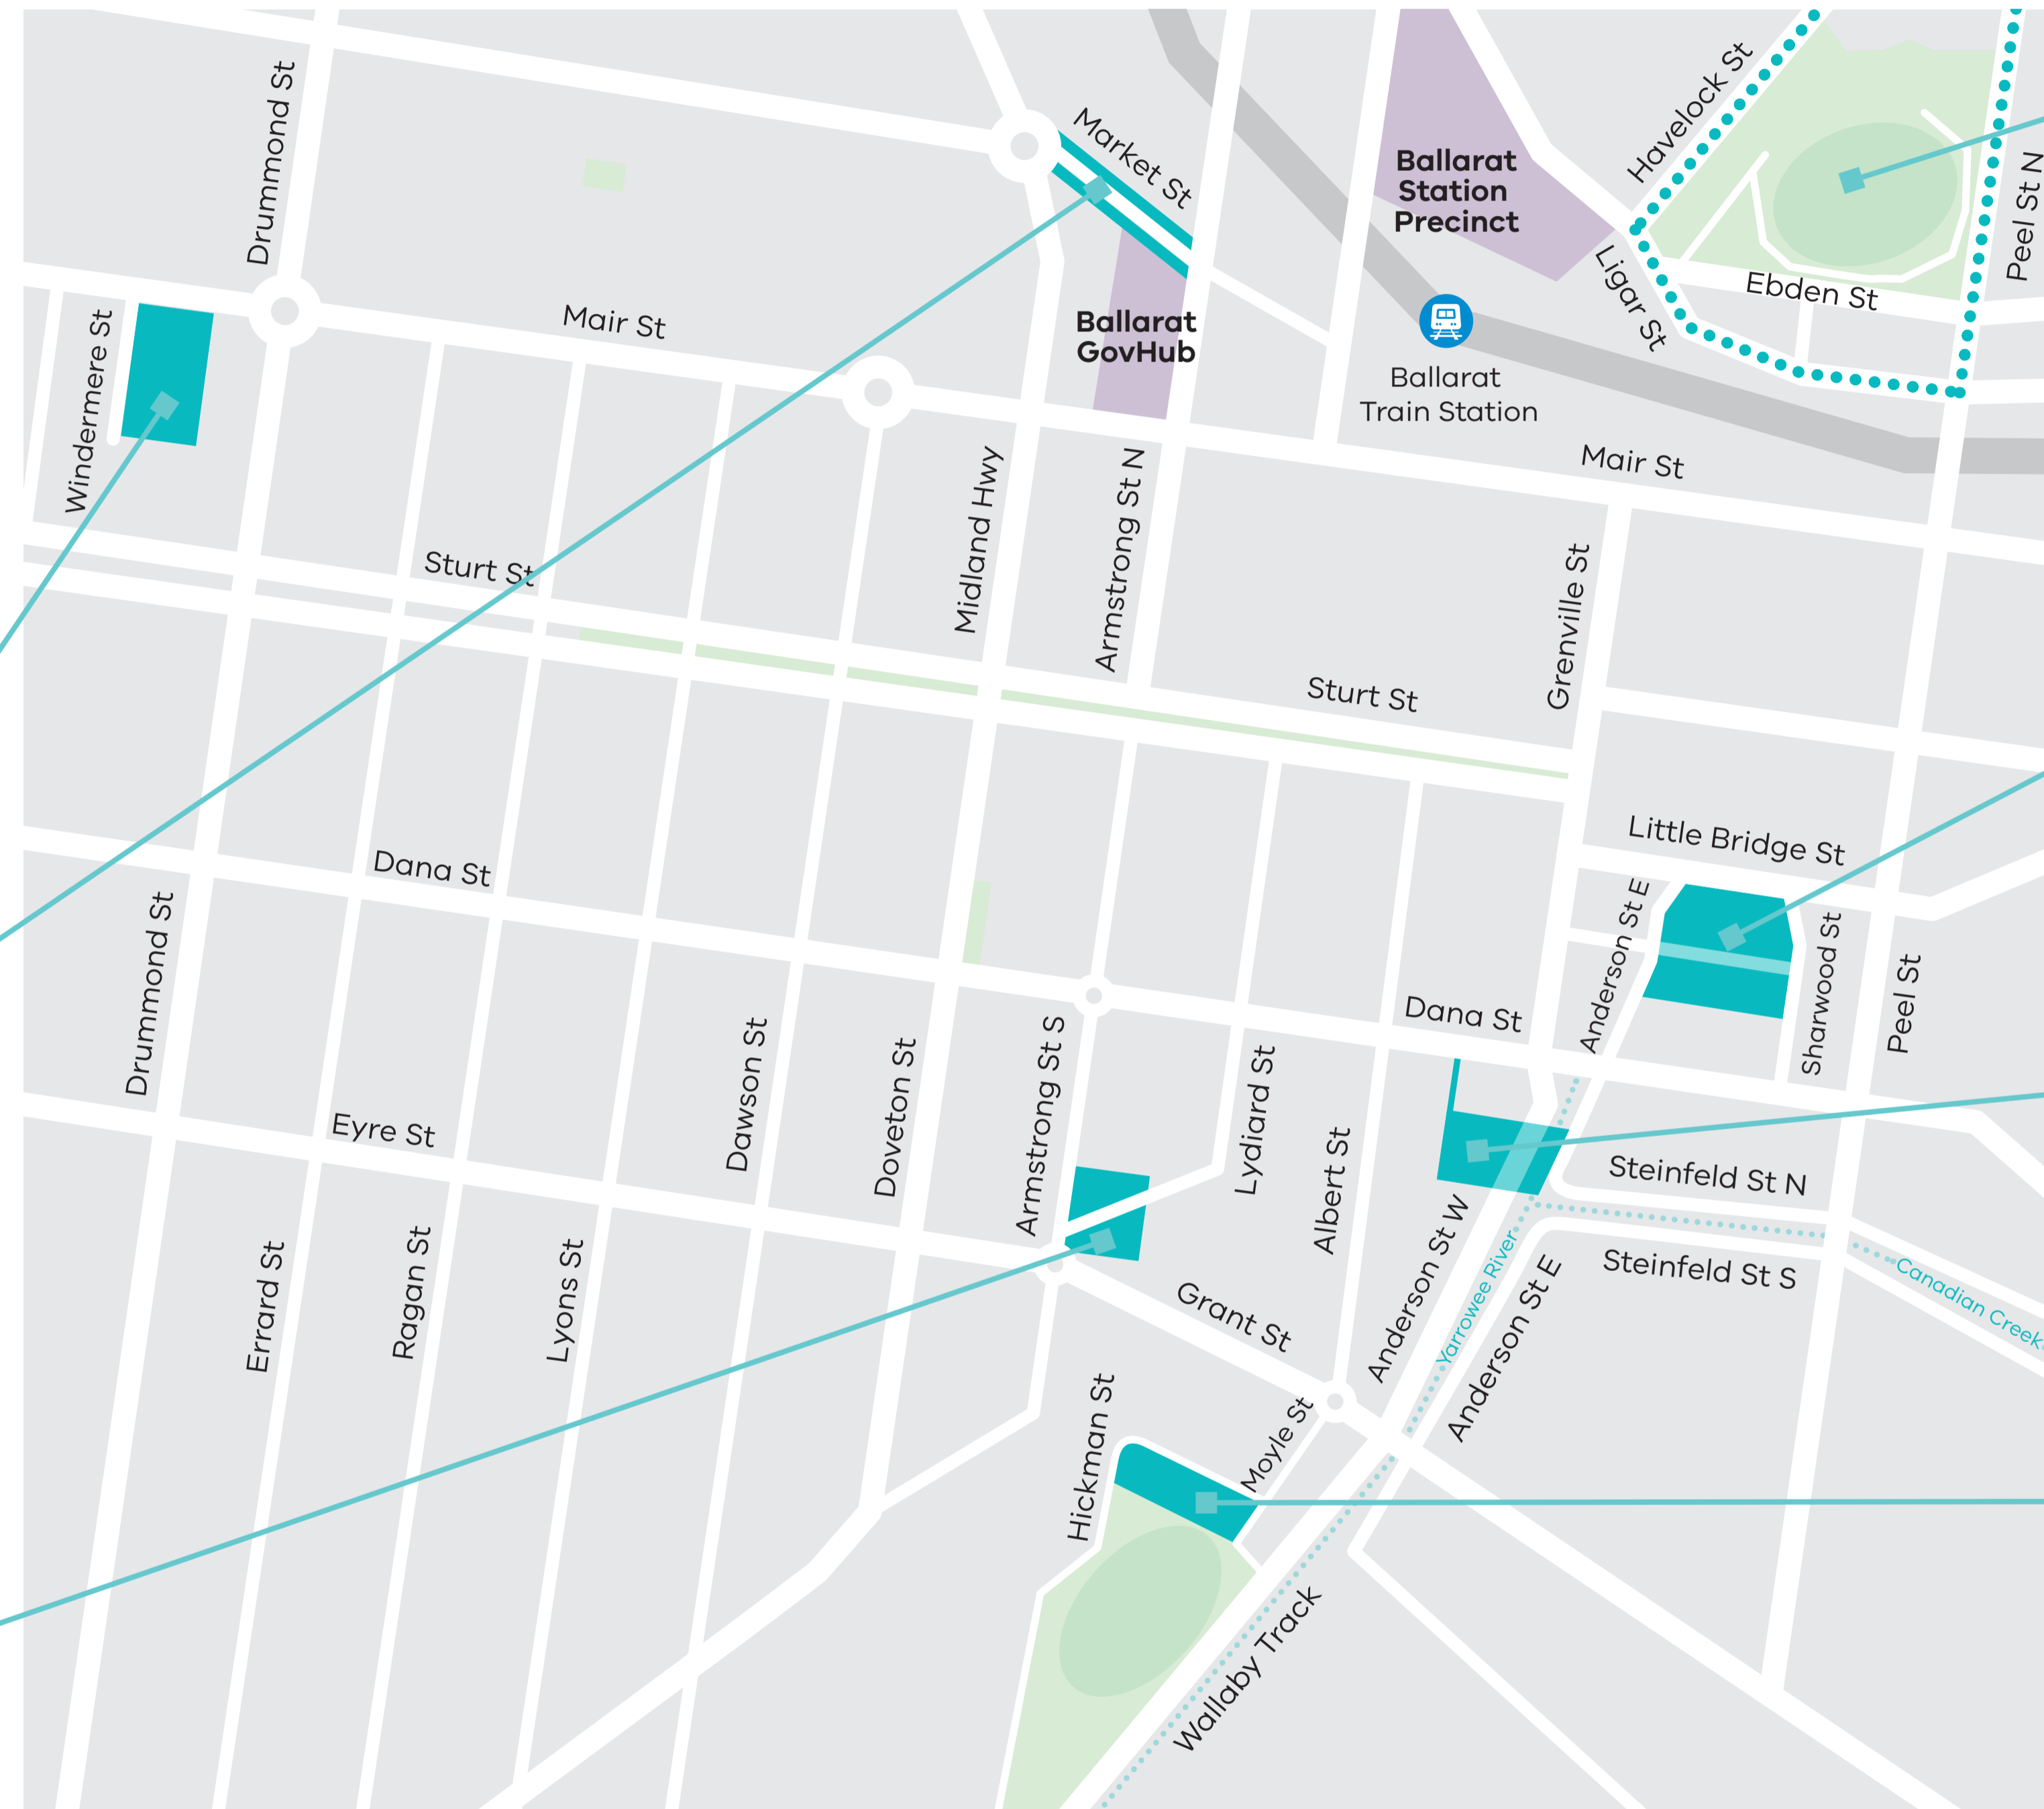 Drummond St
Market St
Havelock St
Ballarat
Station
Precinct
Peel St N
Ligar St
Ebden St
Windermere St
Mair St
Ballarat
GovHub
Ballarat
Train Station
Mair St
Midland Hwy
Armstrong St N
Sturt St
Grenville St
Sturt St
Little Bridge St
Dana St
Anderson St E
Sharwood St
Peel St
Drummond St
Dana St
Dawson St
Doveton St
Armstrong St S
Lydiard St
Eyre St
Albert St
Steinfeld St N
Anderson St W
Yarrowee River
Steinfeld St S
Canadian Creek
Errard St
Ragan St
Lyons St
Grant St
Anderson St E
Hickman St
Moyle St
Wallaby Track